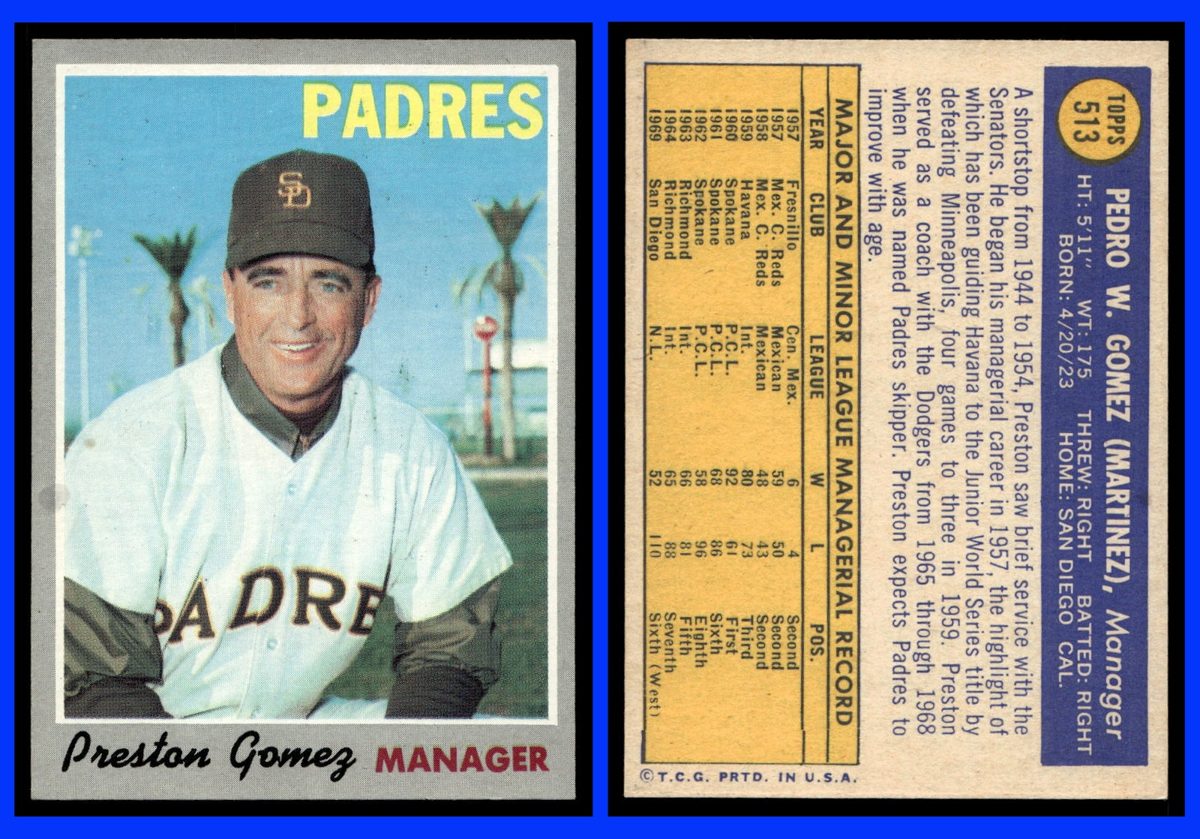 PADRES
SD
PADRE
Preston Gomez MANAGER
TOPPS
513
PEDRO W. GOMEZ (MARTINEZ), Manager
HT: 5'11" WT: 175 THREW: RIGHT BATTED: RIGHT
BORN: 4/20/23 HOME: SAN DIEGO CAL.
A shortstop from 1944 to 1954, Preston saw brief service with the
Senators. He began his managerial career in 1957, the highlight of
which has been guiding Havana to the Junior World Series title by
defeating Minneapolis, four games to three in 1959. Preston
served as a coach with the Dodgers from 1965 through 1968
when he was named Padres skipper. Preston expects Padres to
improve with age.
MAJOR AND MINOR LEAGUE MANAGERIAL RECORD
YEAR CLUB LEAGUE W L POS.
1957 Fresnillo Cen. Mex. 6 4 Second
1957 Mex. C. Reds Mexican 59 50 Second
1958 Mex. C. Reds Mexican 48 43 Second
1959 Havana Int. 80 73 Third
1960 Spokane P.C.L. 92 61 First
1961 Spokane P.C.L. 68 86 Sixth
1962 Spokane P.C.L. 58 96 Eighth
1963 Richmond Int. 66 81 Fifth
1964 Richmond Int. 65 88 Seventh
1969 San Diego N.L. 52 110 Sixth (West)
© T.C.G. PRTD. IN U.S.A.